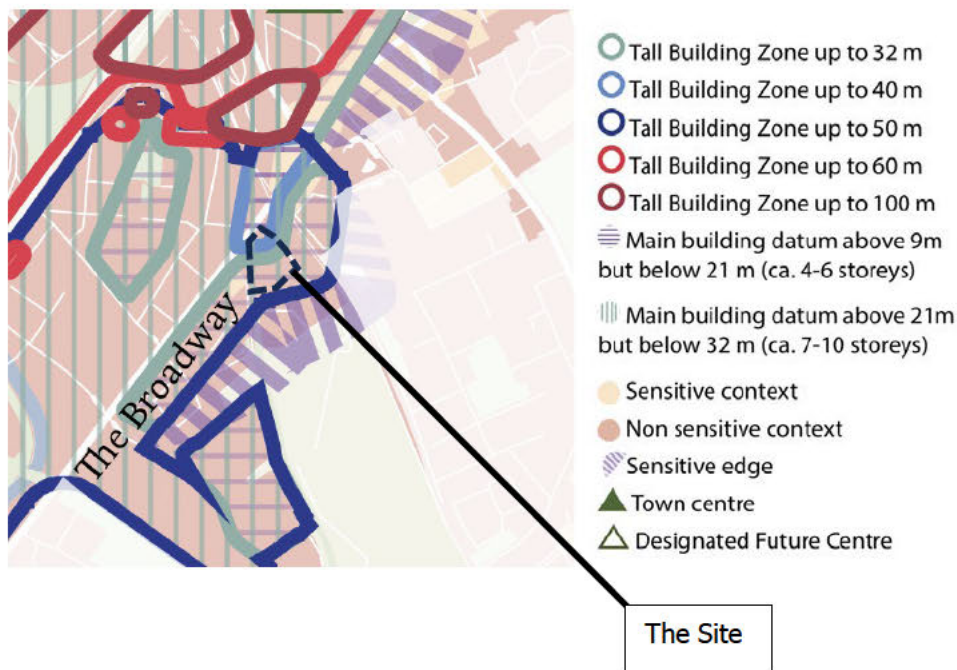 Tall Building Zone up to 32 m
Tall Building Zone up to 40 m
Tall Building Zone up to 50 m
Tall Building Zone up to 60 m
Tall Building Zone up to 100 m
Main building datum above 9m
but below 21 m (ca. 4-6 storeys)
Main building datum above 21m
but below 32 m (ca. 7-10 storeys)
Sensitive context
Non sensitive context
Sensitive edge
Town centre
Designated Future Centre
The Broadway
The Site